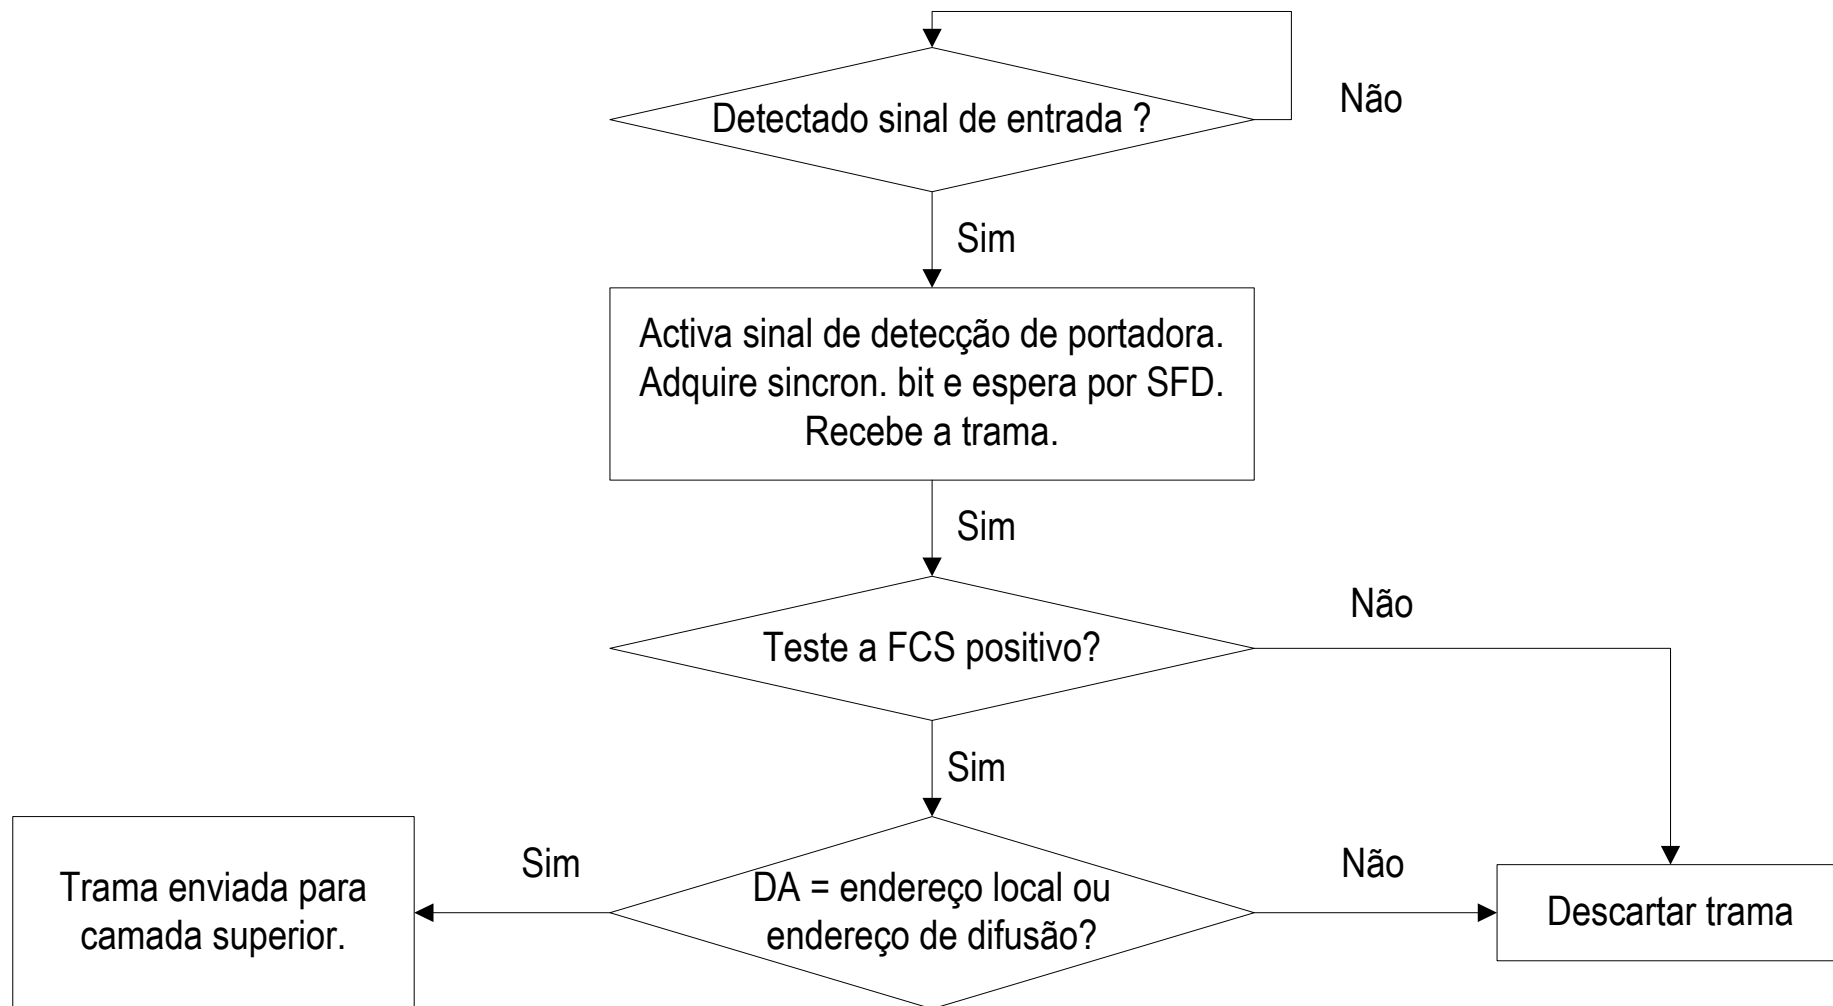 Detectado sinal de entrada ?
Não
Sim
Activa sinal de detecção de portadora.
Adquire sincron. bit e espera por SFD.
Recebe a trama.
Sim
Não
Teste a FCS positivo?
Sim
Sim
Não
Trama enviada para
camada superior.
DA = endereço local ou
endereço de difusão?
Descartar trama